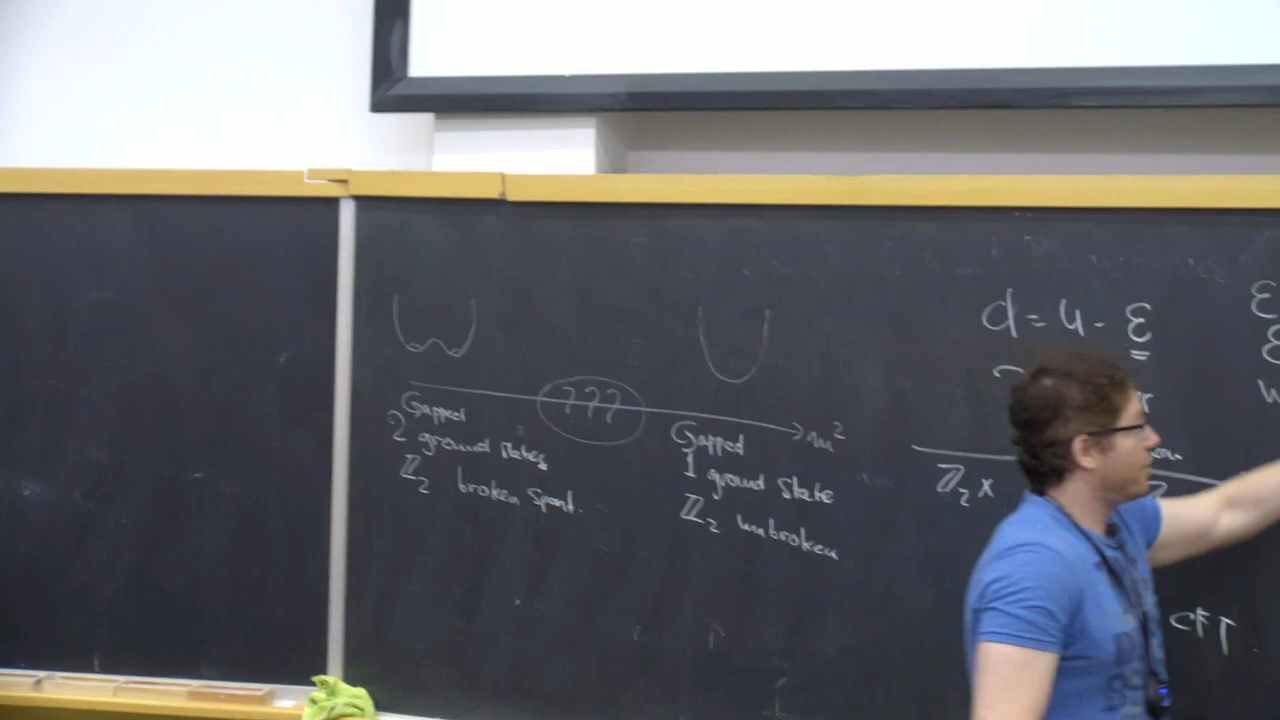 ???
m²
Gapped
2 ground states
ℤ₂ broken spont.
Gapped
1 ground state
ℤ₂ unbroken
d = 4 - ε
ℤ₂ x
CFT